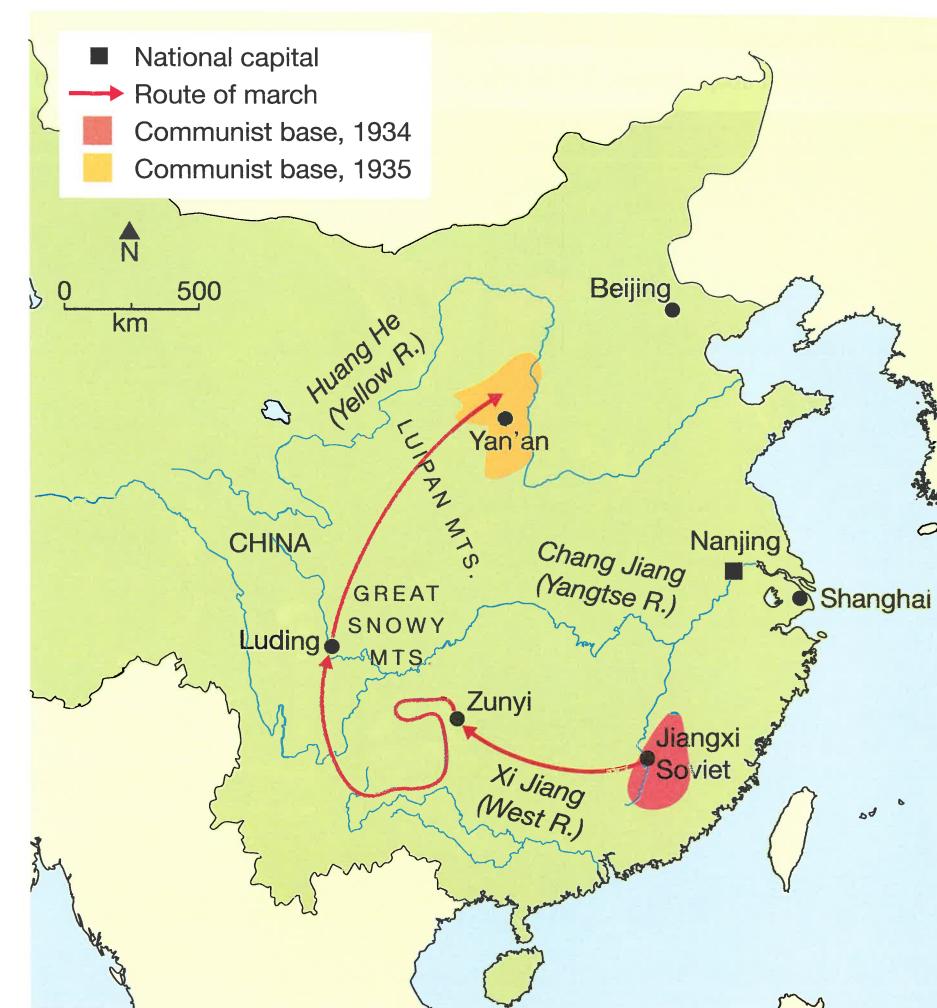 National capital
Route of march
Communist base, 1934
Communist base, 1935
N
0 500
km
Beijing
Huang He
(Yellow R.)
LUIPAN MTS.
Yan’an
CHINA
Nanjing
Chang Jiang
(Yangtse R.)
Shanghai
GREAT
SNOWY
MTS
Luding
Zunyi
Jiangxi
Soviet
Xi Jiang
(West R.)